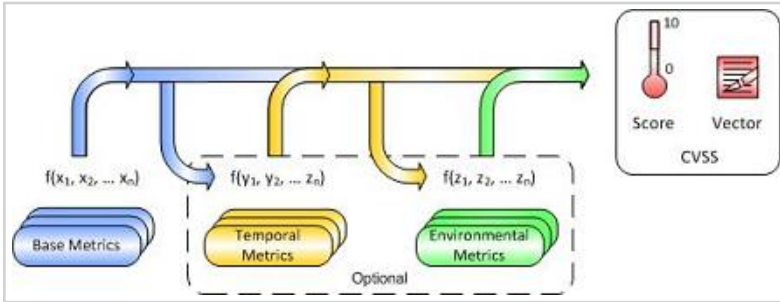 10
0
Score Vector
CVSS
f(x₁, x₂, ... xₙ) f(y₁, y₂, ... zₙ) f(z₁, z₂, ... zₙ)
Base Metrics
Temporal
Metrics
Environmental
Metrics
Optional